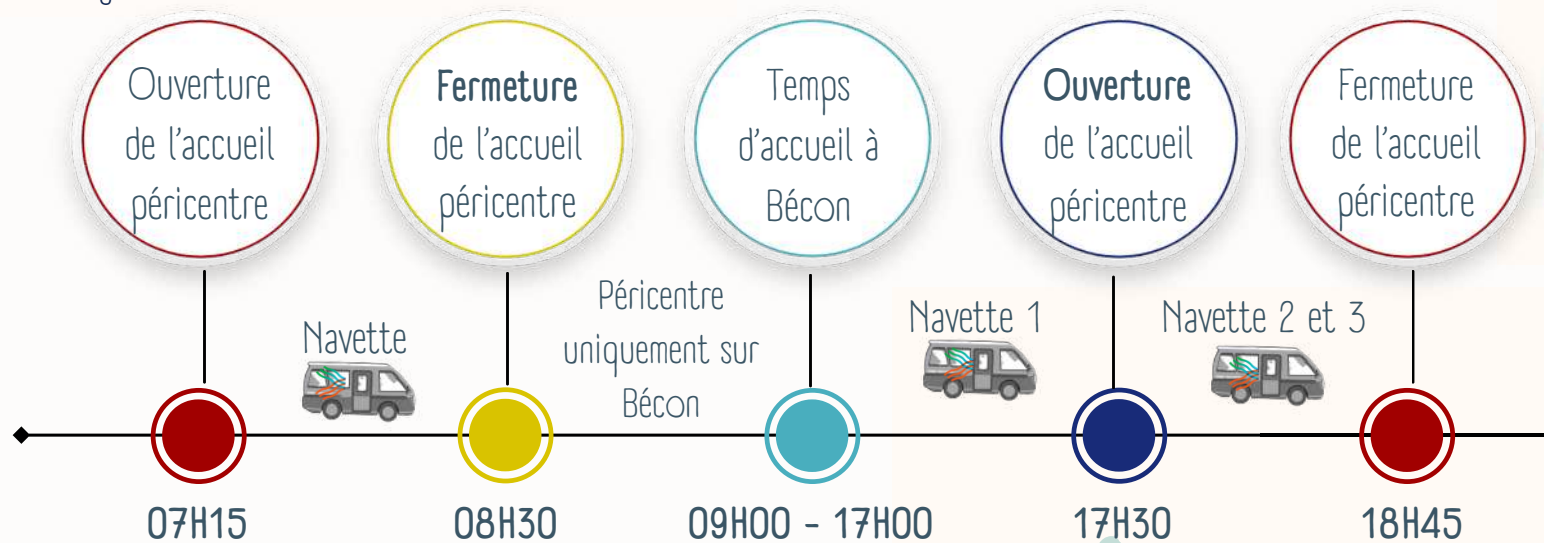 Ouverture
de l'accueil
péricentre
Fermeture
de l'accueil
péricentre
Temps
d'accueil à
Bécon
Ouverture
de l'accueil
péricentre
Fermeture
de l'accueil
péricentre
Navette
Péricentre
uniquement sur
Bécon
Navette 1
Navette 2 et 3
07H15
08H30
09H00 - 17H00
17H30
18H45